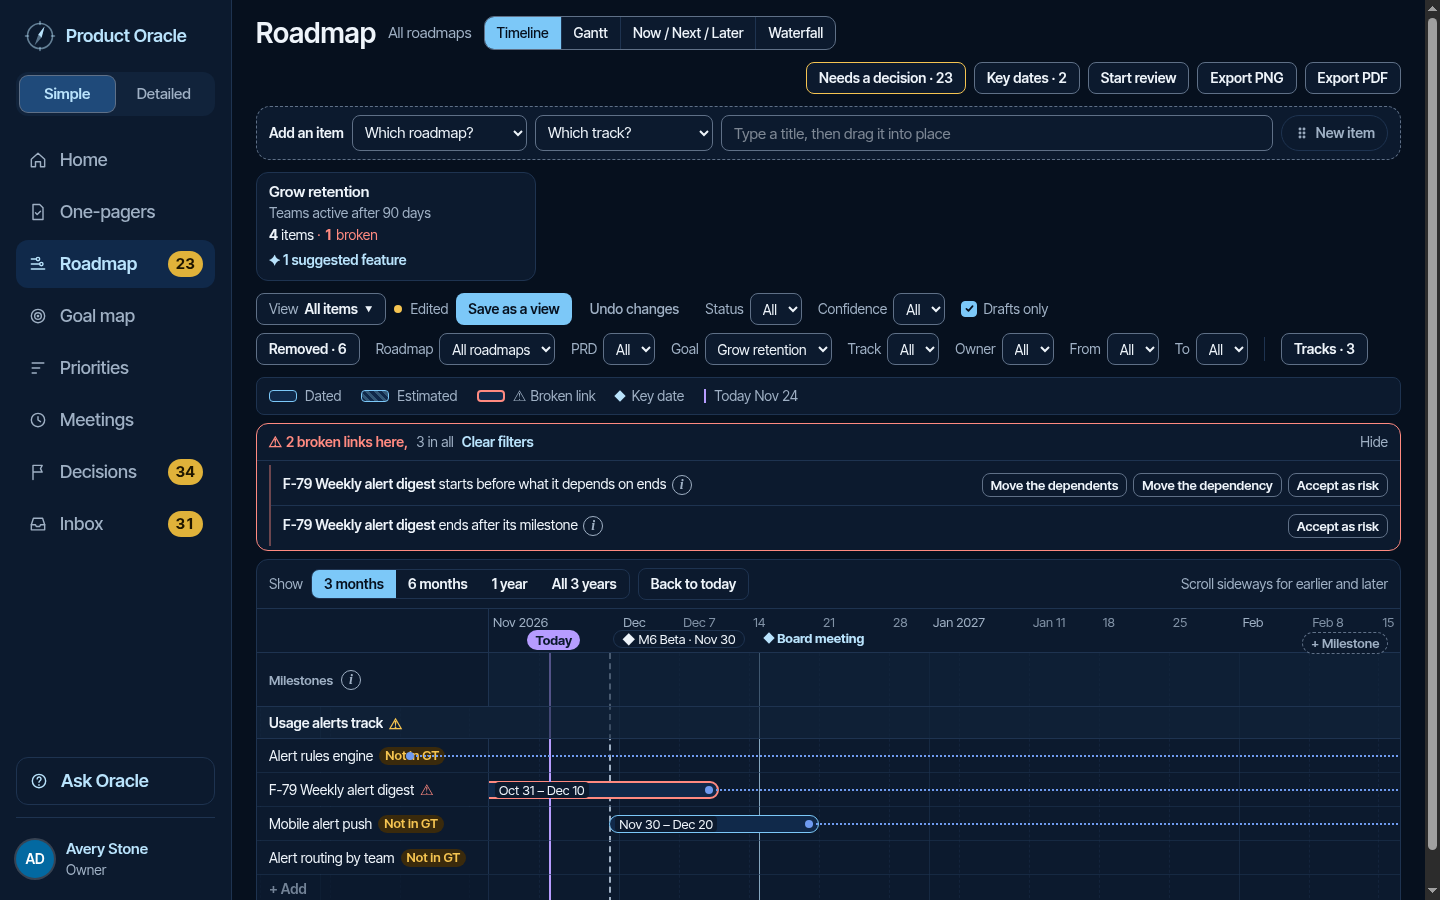 Product Oracle
Simple
Detailed
Home
One-pagers
Roadmap 23
Goal map
Priorities
Meetings
Decisions 34
Inbox 31
Ask Oracle
AD
Avery Stone
Owner
Roadmap All roadmaps Timeline Gantt Now / Next / Later Waterfall
Needs a decision · 23 Key dates · 2 Start review Export PNG Export PDF
Add an item Which roadmap? Which track? Type a title, then drag it into place New item
Grow retention
Teams active after 90 days
4 items · 1 broken
1 suggested feature
View All items Edited Save as a view Undo changes Status All Confidence All Drafts only
Removed · 6 Roadmap All roadmaps PRD All Goal Grow retention Track All Owner All From All To All Tracks · 3
Dated Estimated Broken link Key date Today Nov 24
2 broken links here, 3 in all Clear filters Hide
F-79 Weekly alert digest starts before what it depends on ends i Move the dependents Move the dependency Accept as risk
F-79 Weekly alert digest ends after its milestone i Accept as risk
Show 3 months 6 months 1 year All 3 years Back to today Scroll sideways for earlier and later
Nov 2026 Dec Dec 7 14 21 28 Jan 2027 Jan 11 18 25 Feb Feb 8 15
Today M6 Beta · Nov 30 Board meeting + Milestone
Milestones i
Usage alerts track
Alert rules engine Not in GT
F-79 Weekly alert digest Oct 31 – Dec 10
Mobile alert push Not in GT Nov 30 – Dec 20
Alert routing by team Not in GT
+ Add